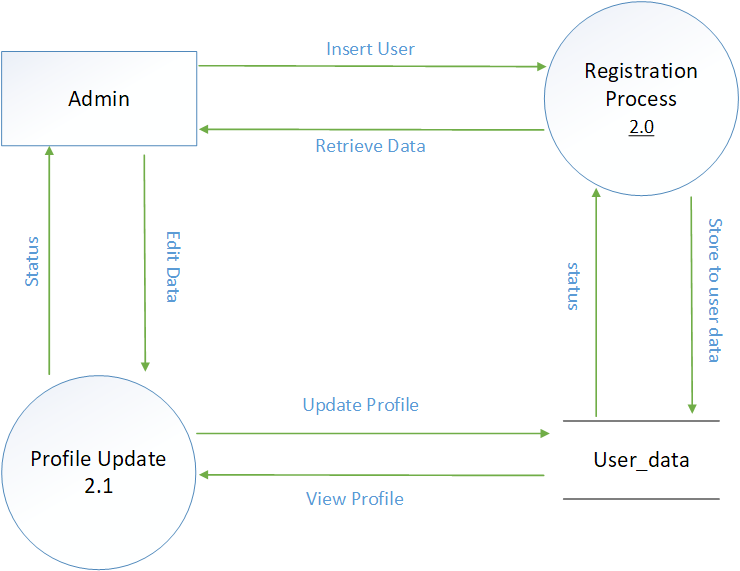 Insert User
Admin
Registration
Process
2.0
Retrieve Data
Status
Edit Data
status
Store to user data
Update Profile
Profile Update
2.1
User_data
View Profile